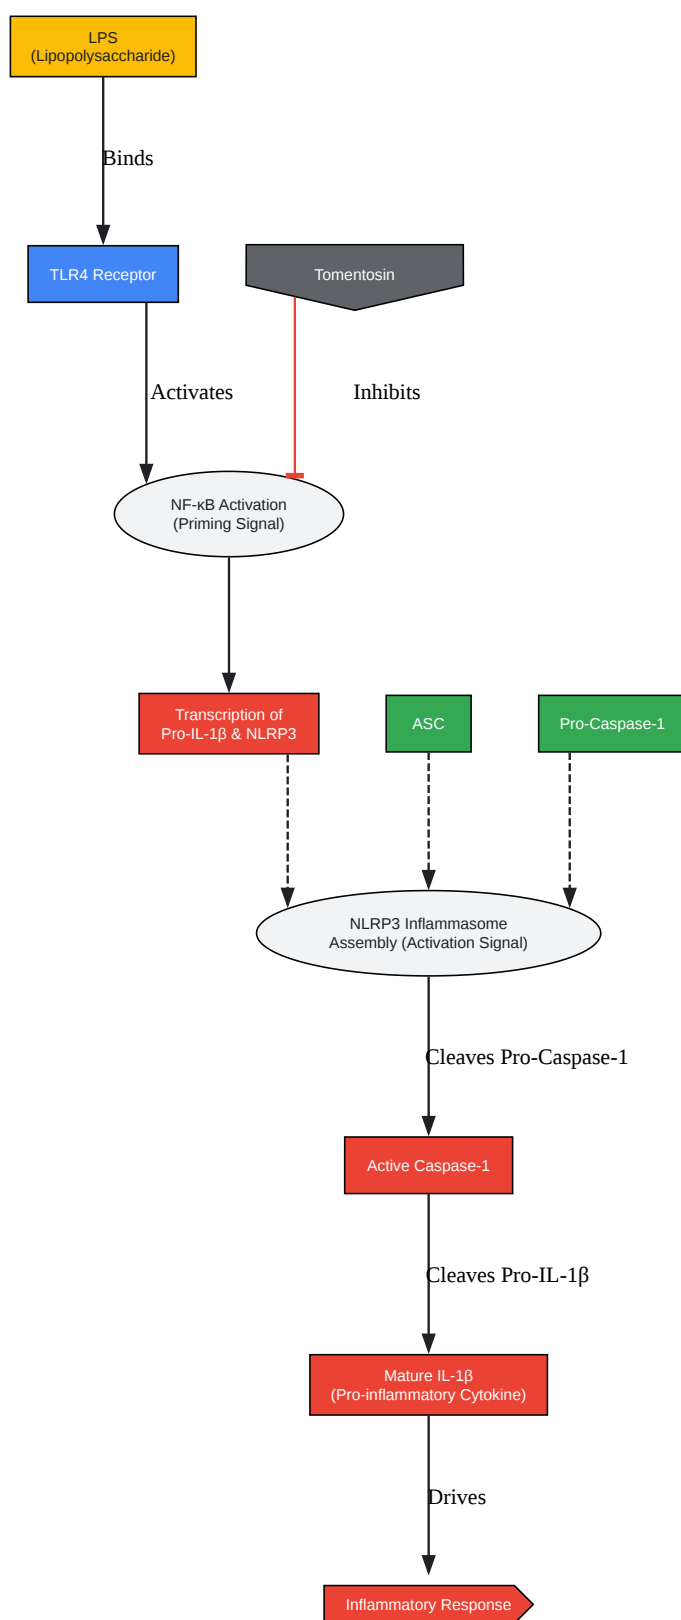 LPS
(Lipopolysaccharide)
Binds
TLR4 Receptor
Tomentosin
Activates
Inhibits
NF-κB Activation
(Priming Signal)
Transcription of
Pro-IL-1β & NLRP3
ASC
Pro-Caspase-1
NLRP3 Inflammasome
Assembly (Activation Signal)
Cleaves Pro-Caspase-1
Active Caspase-1
Cleaves Pro-IL-1β
Mature IL-1β
(Pro-inflammatory Cytokine)
Drives
Inflammatory Response